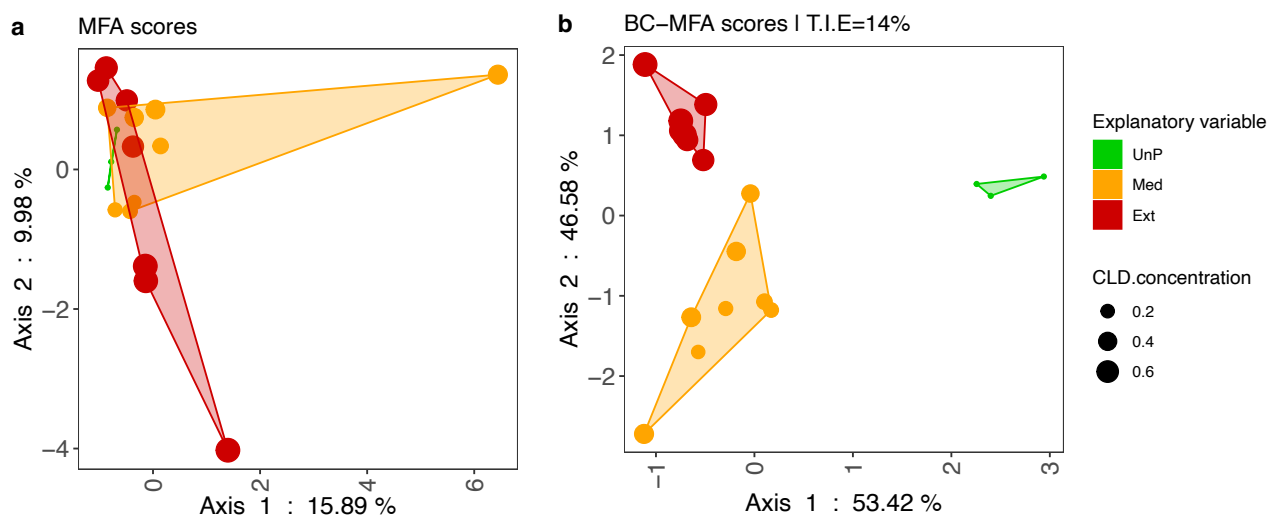 a MFA scores
0
−2
−4
Axis 2 : 9.98 %
0 2 4 6
Axis 1 : 15.89 %
b BC−MFA scores | T.I.E=14%
2
1
0
−1
−2
Axis 2 : 46.58 %
−1 0 1 2 3
Axis 1 : 53.42 %
Explanatory variable
UnP
Med
Ext
CLD.concentration
0.2
0.4
0.6